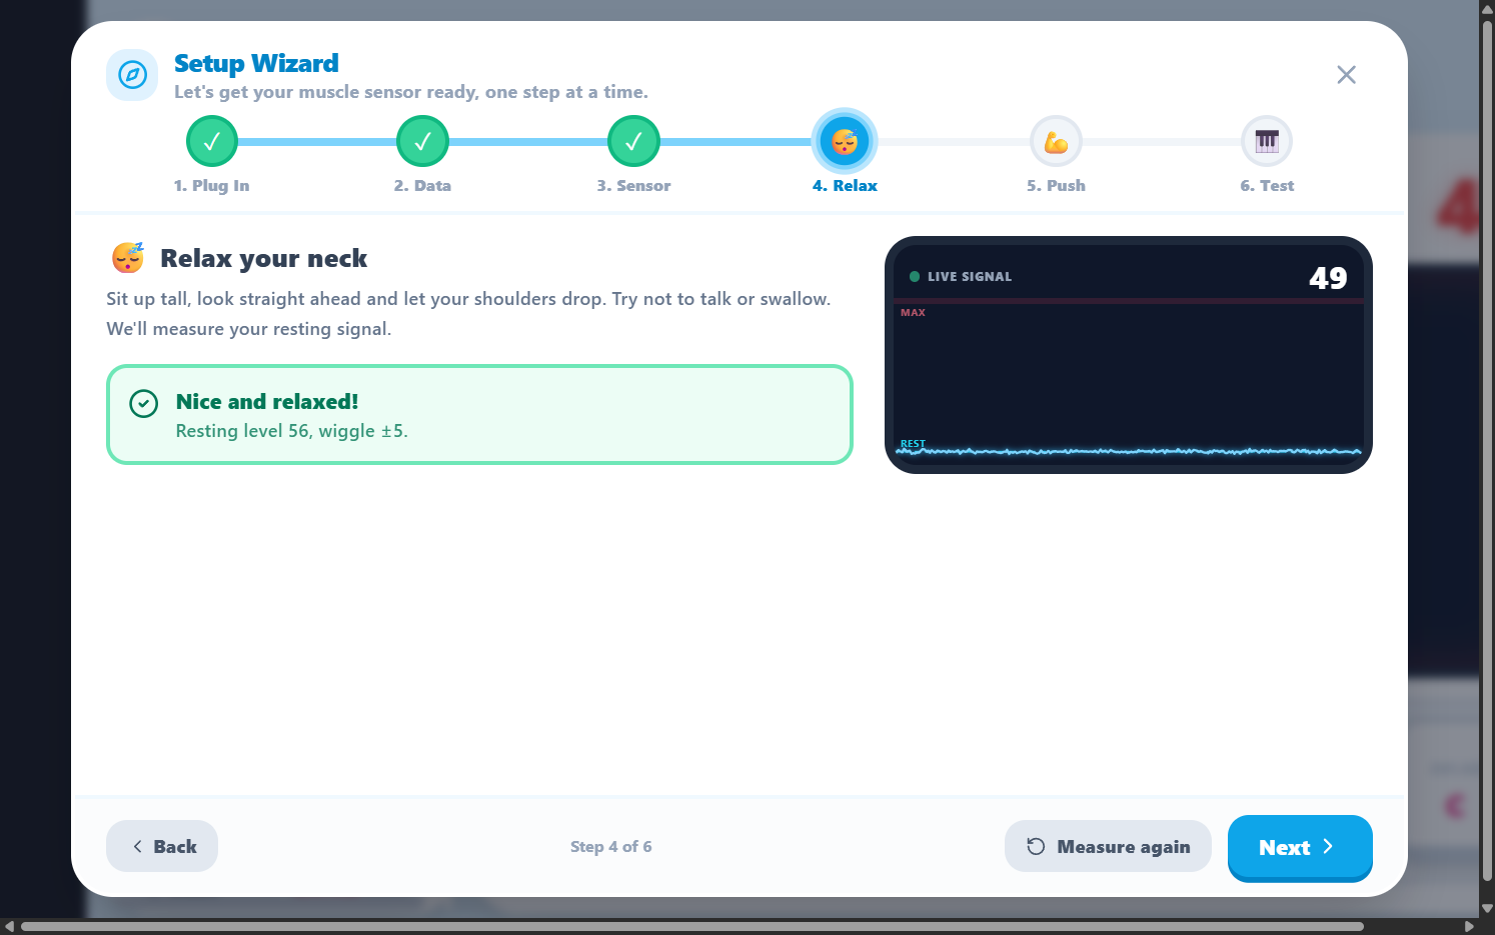 Setup Wizard
Let's get your muscle sensor ready, one step at a time.
1. Plug In
2. Data
3. Sensor
4. Relax
5. Push
6. Test
Relax your neck
Sit up tall, look straight ahead and let your shoulders drop. Try not to talk or swallow.
We'll measure your resting signal.
Nice and relaxed!
Resting level 56, wiggle ±5.
LIVE SIGNAL
49
MAX
REST
4
C
Back
Step 4 of 6
Measure again
Next